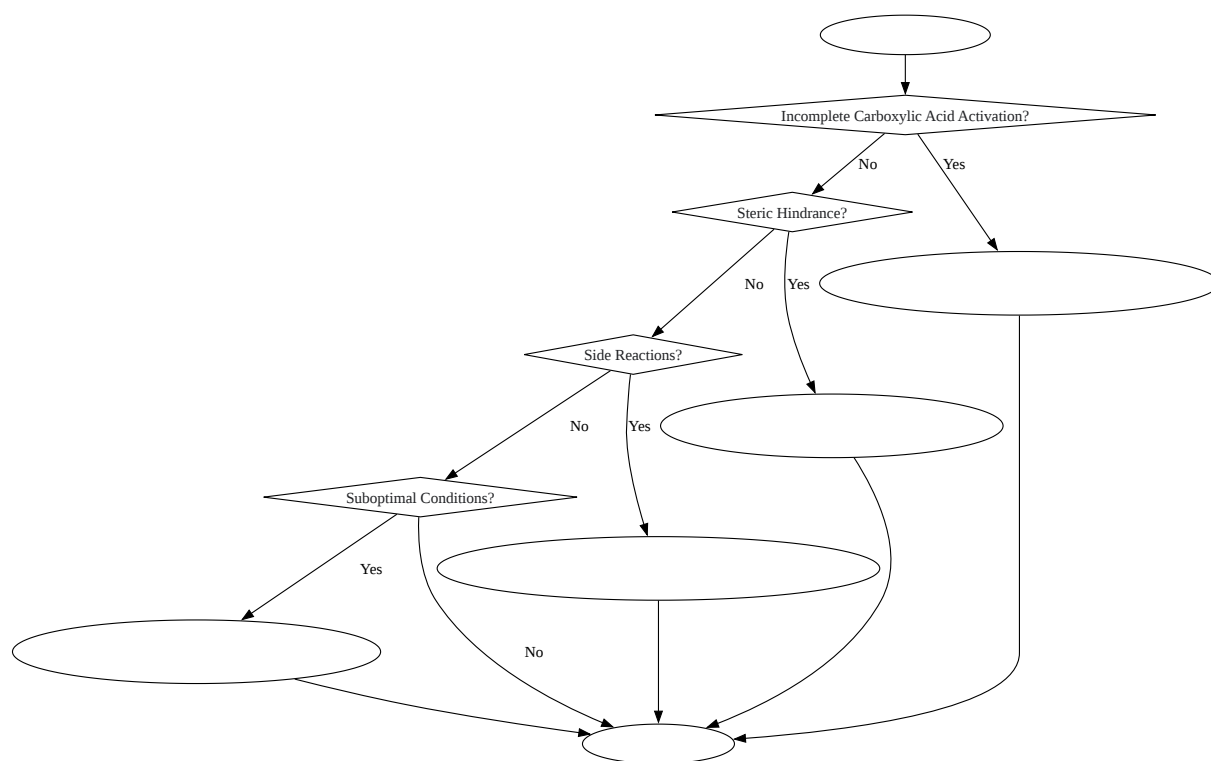 Incomplete Carboxylic Acid Activation?
No
Yes
Steric Hindrance?
No
Yes
Side Reactions?
No
Yes
Suboptimal Conditions?
Yes
No